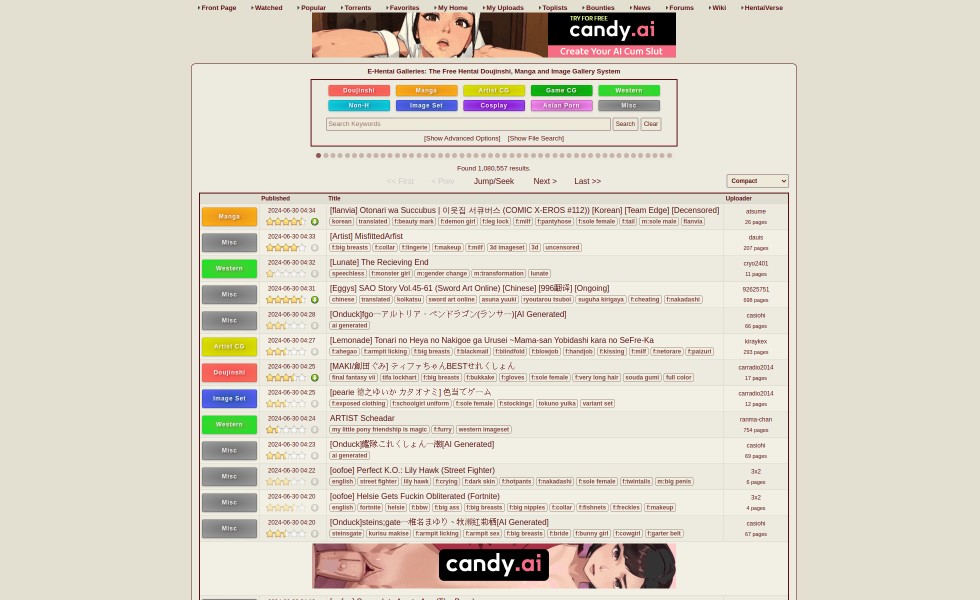 Front Page Watched Popular Torrents Favorites My Home My Uploads Toplists Bounties News Forums Wiki HentaiVerse
TRY FOR FREE
candy.ai
Create Your AI Cum Slut
E-Hentai Galleries: The Free Hentai Doujinshi, Manga and Image Gallery System
Doujinshi Manga Artist CG Game CG Western
Non-H Image Set Cosplay Asian Porn Misc
Search Keywords Search Clear
[Show Advanced Options] [Show File Search]
Found 1,080,557 results.
<< First < Prev Jump/Seek Next > Last >> Compact
Published Title Uploader
Manga 2024-06-30 04:34 [flanvia] Otonari wa Succubus | 이웃집 서큐버스 (COMIC X-EROS #112)) [Korean] [Team Edge] [Decensored] atsume
korean translated f:beauty mark f:demon girl f:leg lock f:milf f:pantyhose f:sole female f:tail m:sole male flanvia 26 pages
Misc 2024-06-30 04:33 [Artist] MisfittedArtist dauis
f:big breasts f:collar f:lingerie f:makeup f:milf 3d imageset 3d uncensored 207 pages
Western 2024-06-30 04:32 [Lunate] The Recieving End cryo2401
speechless f:monster girl m:gender change m:transformation lunate 11 pages
Misc 2024-06-30 04:31 [Eggys] SAO Story Vol.45-61 (Sword Art Online) [Chinese] [996翻译] [Ongoing] 92625751
chinese translated koikatsu sword art online asuna yuuki ryoutarou tsuboi suguha kirigaya f:cheating f:nakadashi 698 pages
Misc 2024-06-30 04:28 [Onduck]fgo一アルトリア・ペンドラゴン(ランサー)[AI Generated] casiohi
ai generated 66 pages
Artist CG 2024-06-30 04:27 [Lemonade] Tonari no Heya no Nakigoe ga Urusei ~Mama-san Yobidashi kara no SeFre-Ka kiraykex
f:ahegao f:armpit licking f:big breasts f:blackmail f:blindfold f:blowjob f:handjob f:kissing f:milf f:netorare f:paizuri 293 pages
Doujinshi 2024-06-30 04:25 [MAKI/創田ぐみ] ティファちゃんBESTせれくしょん carradio2014
final fantasy vii tifa lockhart f:big breasts f:bukkake f:gloves f:sole female f:very long hair souda gumi full color 17 pages
Image Set 2024-06-30 04:25 [pearie 徳之ゆいか カタオナミ] 色当てゲーム carradio2014
f:exposed clothing f:schoolgirl uniform f:sole female f:stockings tokuno yuika variant set 12 pages
Western 2024-06-30 04:24 ARTIST Scheadar ranma-chan
my little pony friendship is magic f:furry western imageset 754 pages
Misc 2024-06-30 04:23 [Onduck]艦隊これくしょん一潮[AI Generated] casiohi
ai generated 69 pages
Misc 2024-06-30 04:22 [oofoe] Perfect K.O.: Lily Hawk (Street Fighter) 3x2
english street fighter lily hawk f:crying f:dark skin f:hotpants f:nakadashi f:sole female f:twintails m:big penis 6 pages
Misc 2024-06-30 04:20 [oofoe] Helsie Gets Fuckin Obliterated (Fortnite) 3x2
english fortnite helsie f:bbw f:big ass f:big breasts f:big nipples f:collar f:fishnets f:freckles f:makeup 4 pages
Misc 2024-06-30 04:20 [Onduck]steins;gate一椎名まゆり、牧瀬紅莉栖[AI Generated] casiohi
steinsgate kurisu makise f:armpit licking f:armpit sex f:big breasts f:bride f:bunny girl f:cowgirl f:garter belt 67 pages
candy.ai